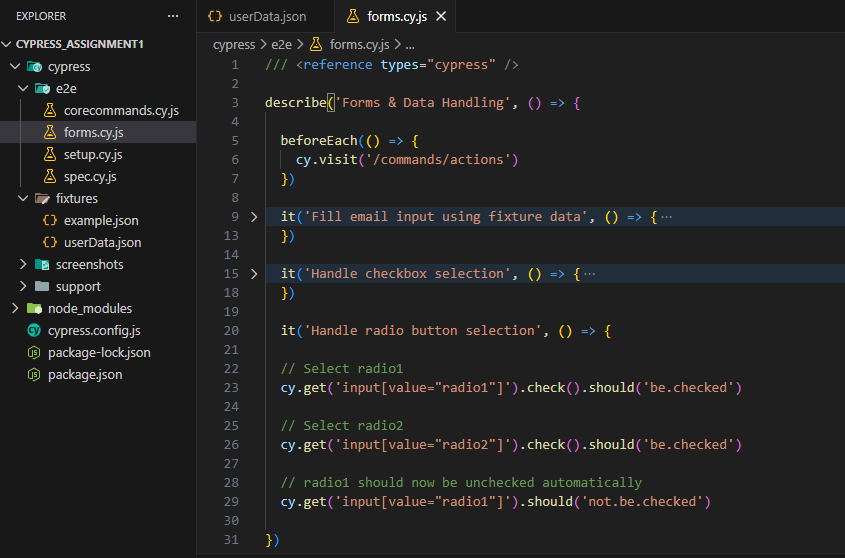 EXPLORER
CYPRESS_ASSIGNMENT1
cypress
e2e
corecommands.cy.js
forms.cy.js
setup.cy.js
spec.cy.js
fixtures
{} example.json
{} userData.json
screenshots
support
node_modules
cypress.config.js
package-lock.json
package.json
{} userData.json
forms.cy.js
cypress > e2e > forms.cy.js > ...
1 /// <reference types="cypress" />
2
3 describe('Forms & Data Handling', () => {
4
5 beforeEach(() => {
6 cy.visit('/commands/actions')
7 })
8
9 it('Fill email input using fixture data', () => {···
13 })
14
15 it('Handle checkbox selection', () => {···
18 })
19
20 it('Handle radio button selection', () => {
21
22 // Select radio1
23 cy.get('input[value="radio1"]').check().should('be.checked')
24
25 // Select radio2
26 cy.get('input[value="radio2"]').check().should('be.checked')
27
28 // radio1 should now be unchecked automatically
29 cy.get('input[value="radio1"]').should('not.be.checked')
30
31 })